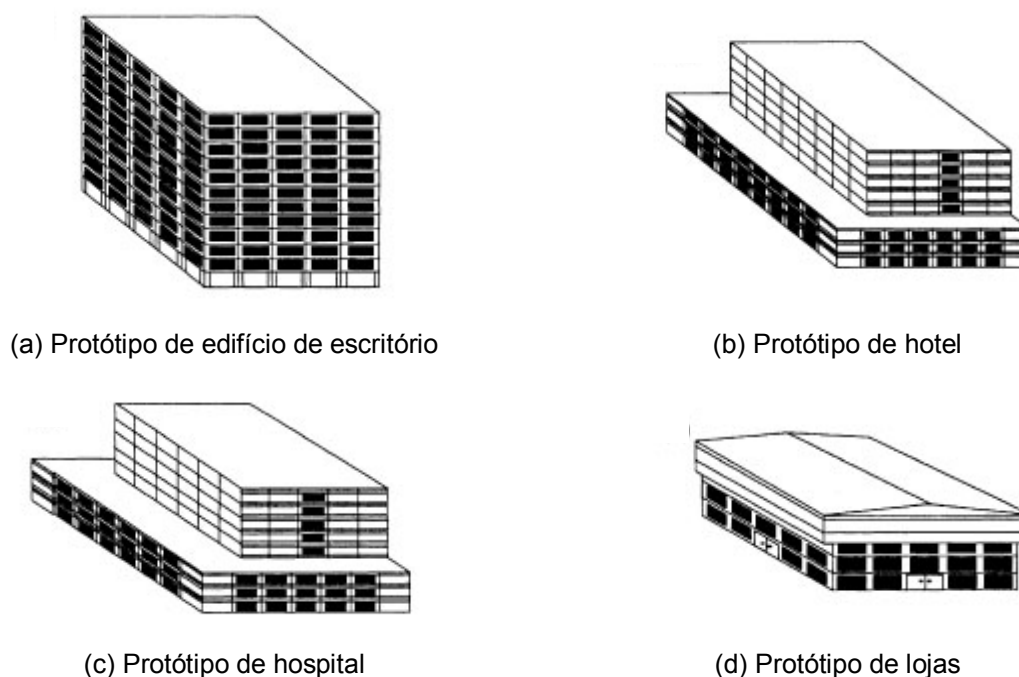 (a) Protótipo de edifício de escritório
(b) Protótipo de hotel
(c) Protótipo de hospital
(d) Protótipo de lojas